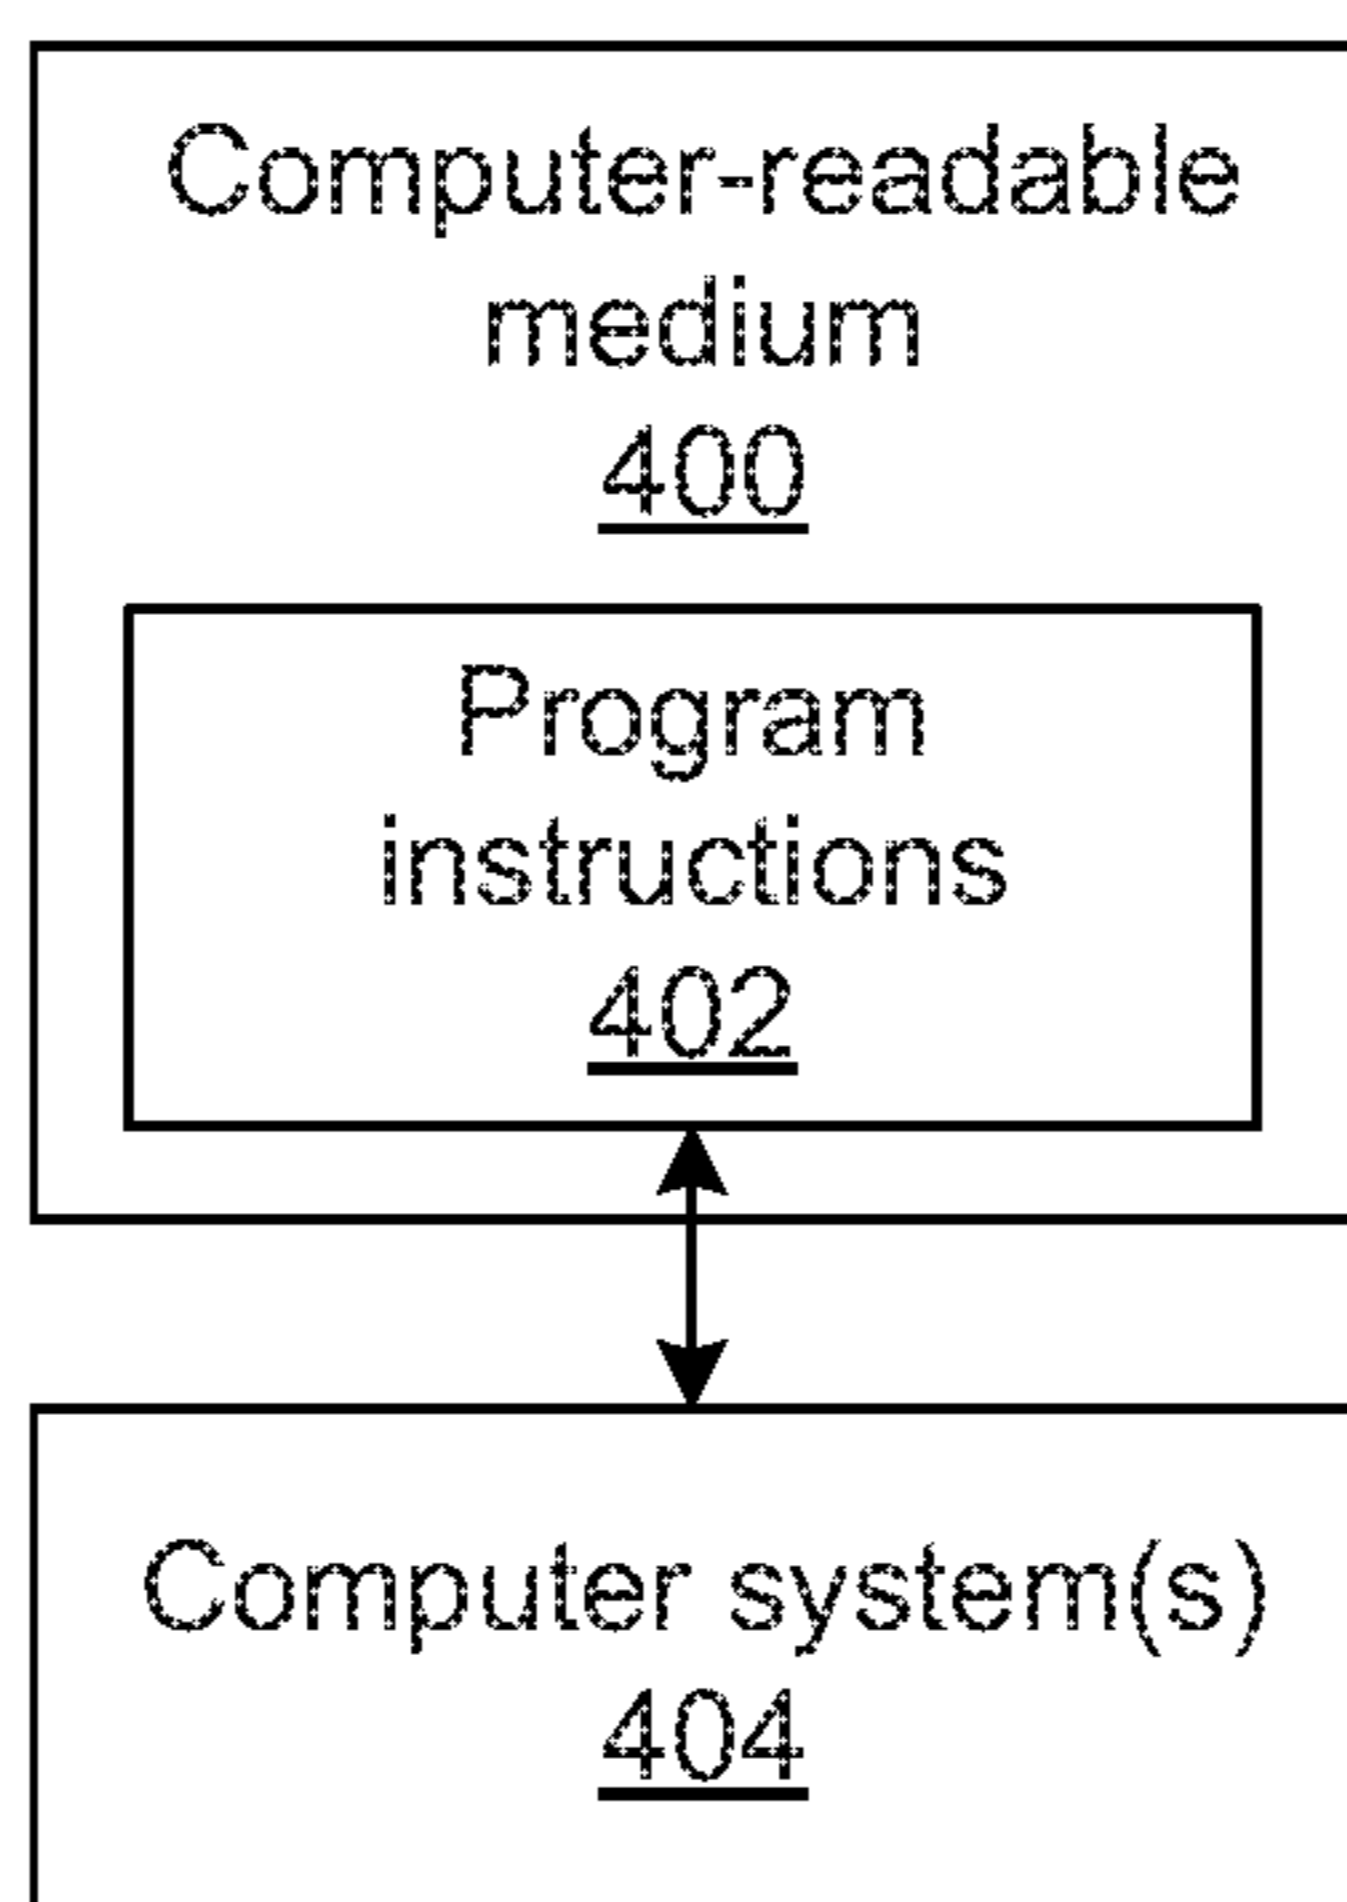 Computer-readable
medium
400
Program
instructions
402
Computer system(s)
404